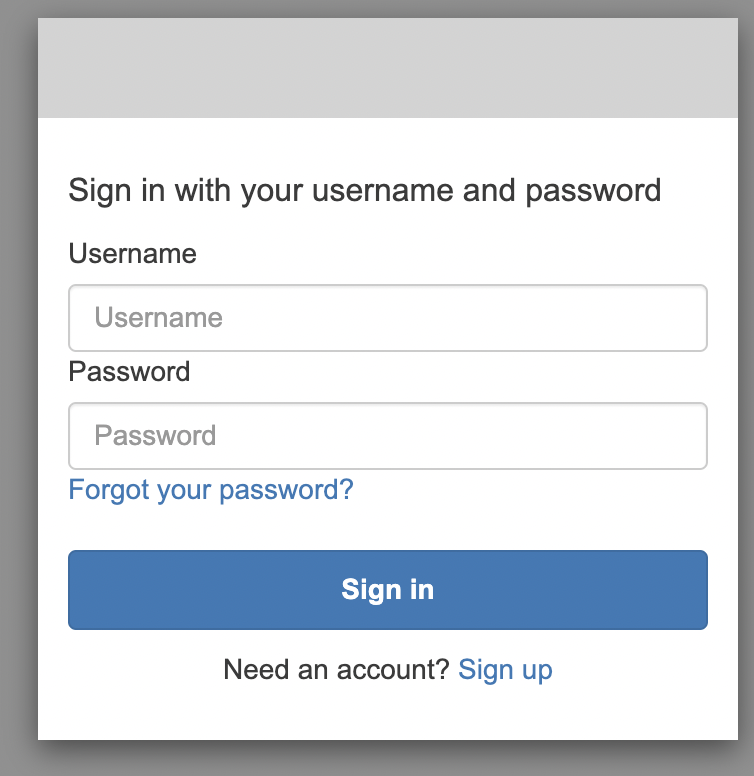 Sign in with your username and password
Username
Username
Password
Password
Forgot your password?
Sign in
Need an account? Sign up